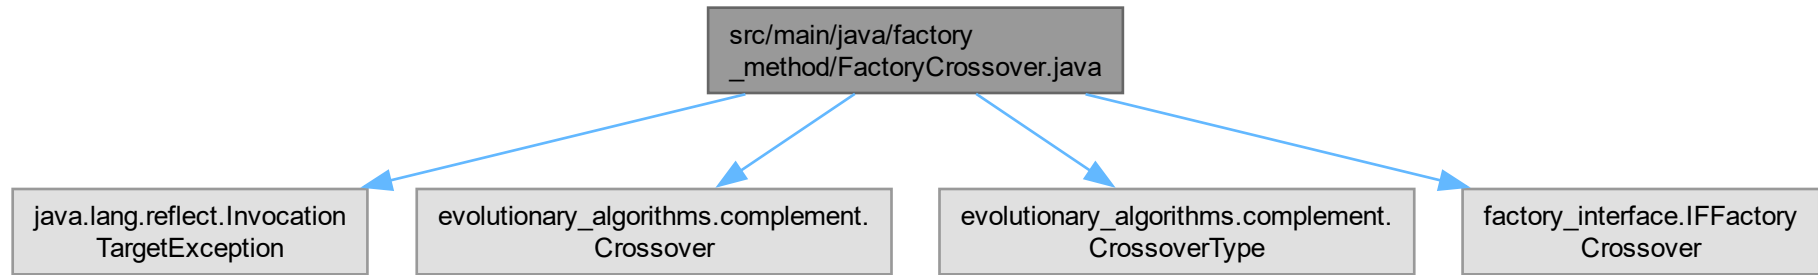 src/main/java/factory
_method/FactoryCrossover.java
java.lang.reflect.Invocation
TargetException
evolutionary_algorithms.complement.
Crossover
evolutionary_algorithms.complement.
CrossoverType
factory_interface.IFFactory
Crossover